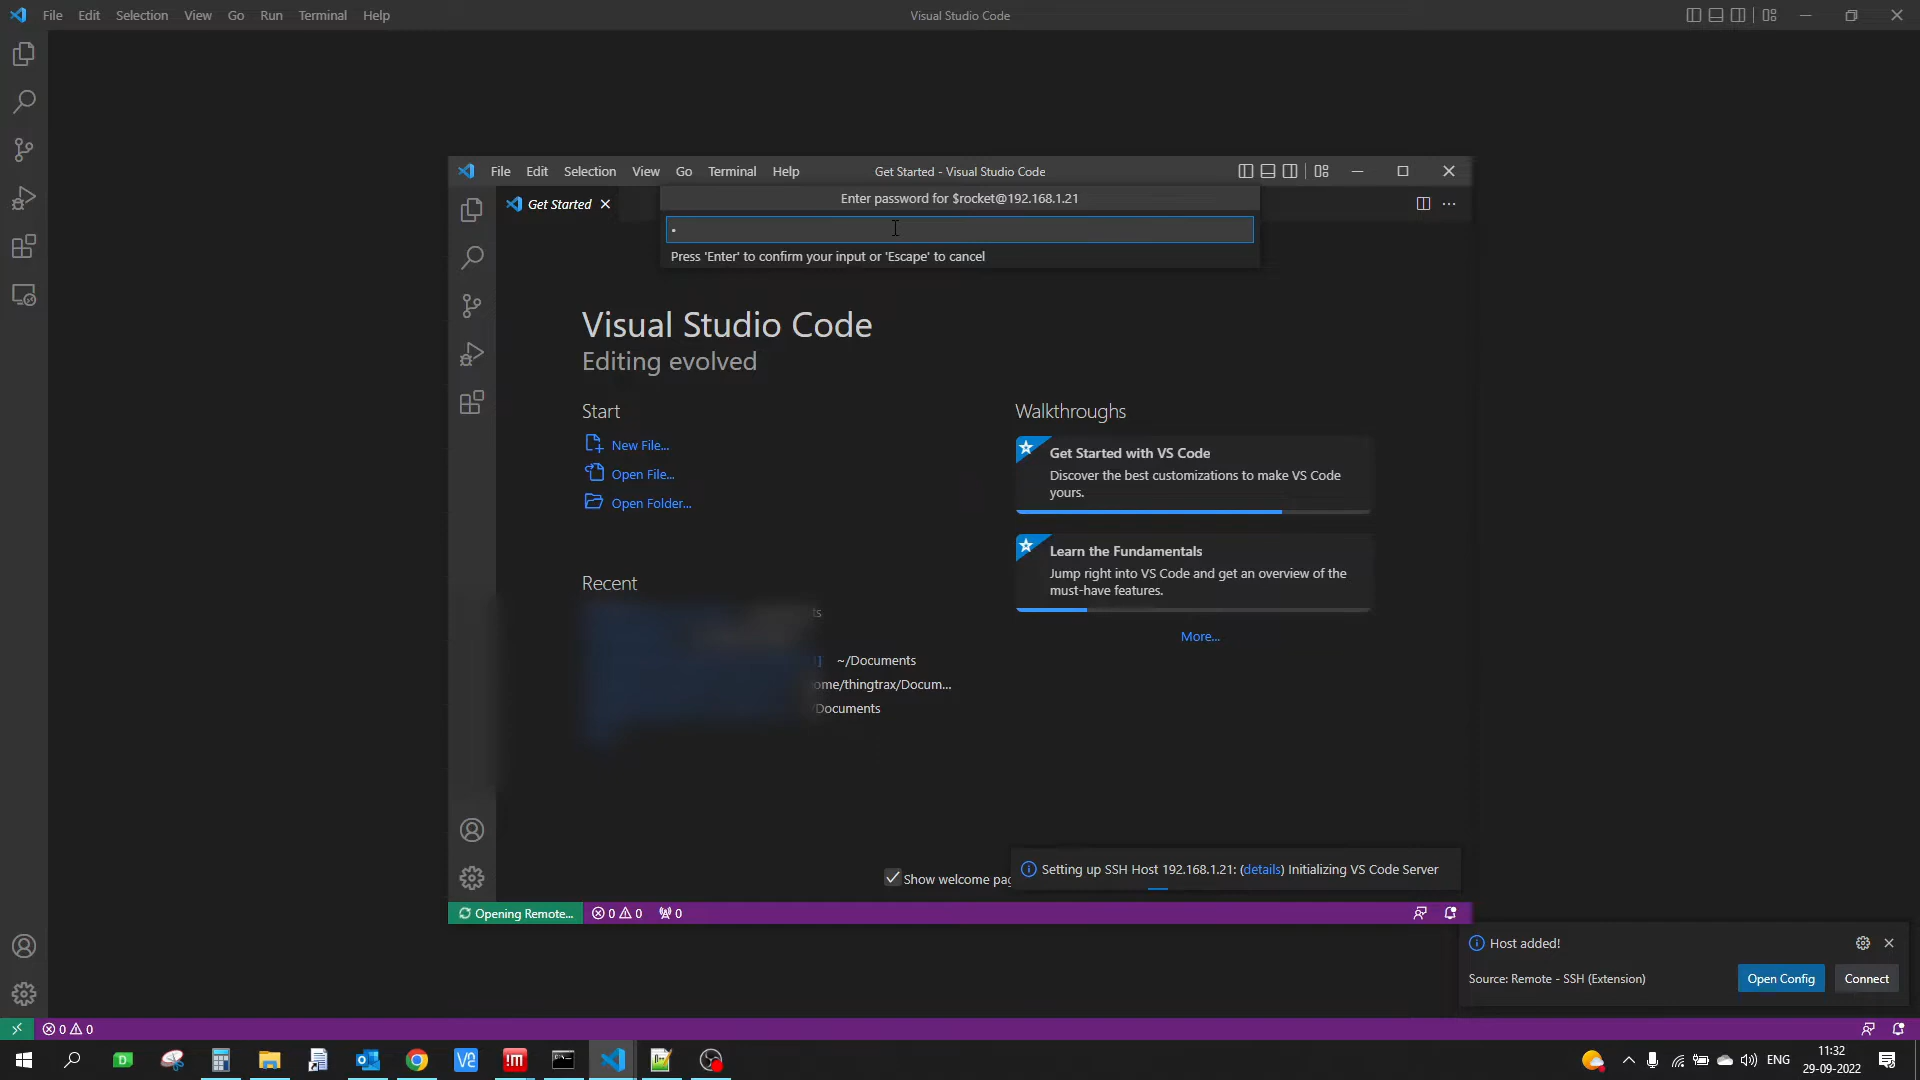 File Edit Selection View Go Run Terminal Help
Visual Studio Code
File Edit Selection View Go Terminal Help
Get Started - Visual Studio Code
Get Started
Enter password for $rocket@192.168.1.21
Press 'Enter' to confirm your input or 'Escape' to cancel
Visual Studio Code
Editing evolved
Start
New File...
Open File...
Open Folder...
Recent
ts
~/Documents
ome/thingtrax/Docum...
/Documents
Walkthroughs
Get Started with VS Code
Discover the best customizations to make VS Code
yours.
Learn the Fundamentals
Jump right into VS Code and get an overview of the
must-have features.
More...
Show welcome pag
Setting up SSH Host 192.168.1.21: (details) Initializing VS Code Server
Opening Remote...
0 0 0
Host added!
Source: Remote - SSH (Extension)
Open Config
Connect
0 0
ENG
11:32
29-09-2022